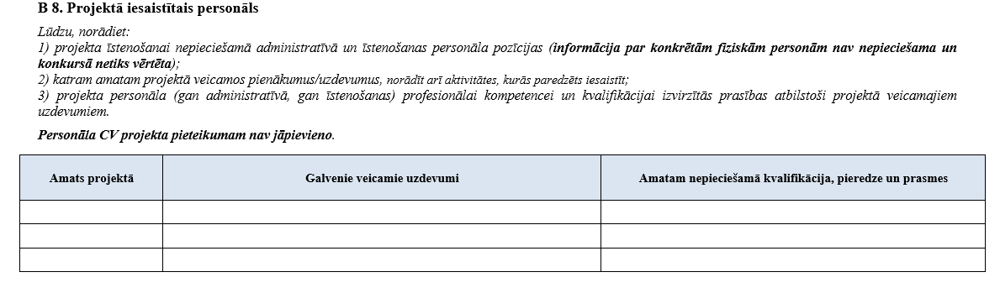 B 8. Projektā iesaistītais personāls
Lūdzu, norādiet:
1) projekta īstenošanai nepieciešamā administratīvā un īstenošanas personāla pozīcijas (informācija par konkrētām fiziskām personām nav nepieciešama un
konkursā netiks vērtēta);
2) katram amatam projektā veicamos pienākumus/uzdevumus, norādīt arī aktivitātes, kurās paredzēts iesaistīt;
3) projekta personāla (gan administratīvā, gan īstenošanas) profesionālai kompetencei un kvalifikācijai izvirzītās prasības atbilstoši projektā veicamajiem
uzdevumiem.
Personāla CV projekta pieteikumam nav jāpievieno.
Amats projektā
Galvenie veicamie uzdevumi
Amatam nepieciešamā kvalifikācija, pieredze un prasmes